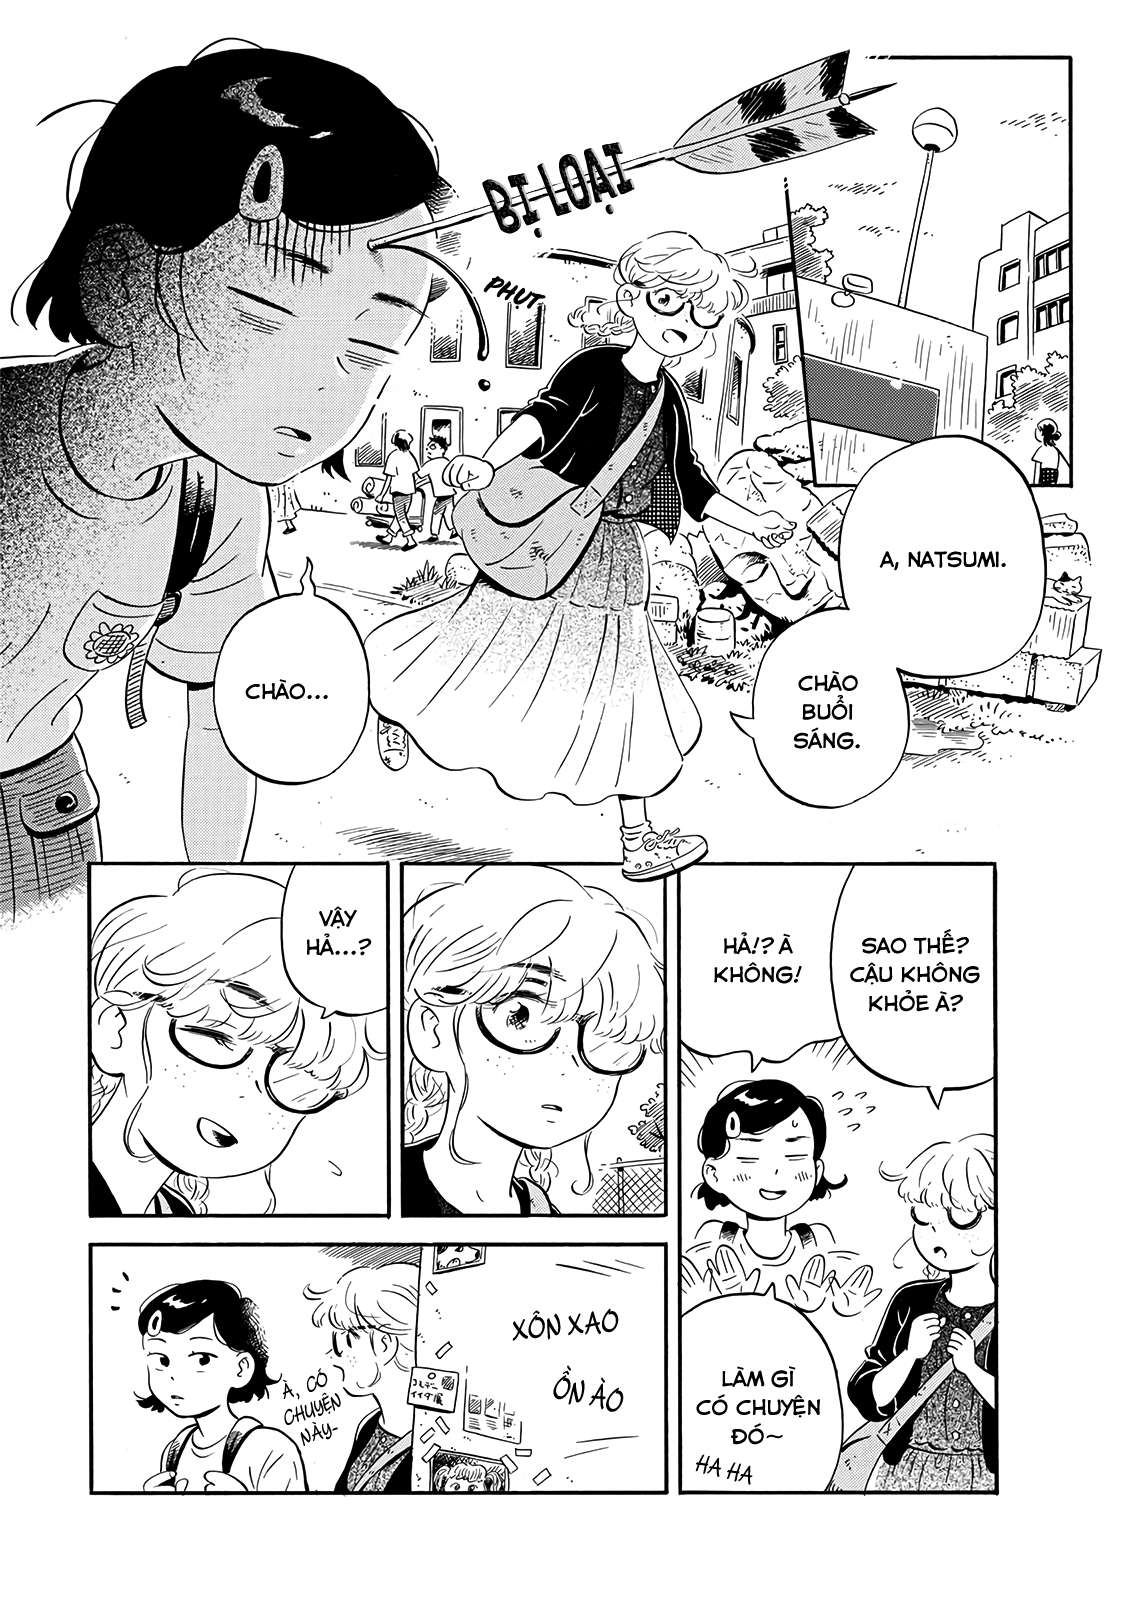 BỊ LOẠI
PHỤT
A, NATSUMI.
CHÀO
BUỔI
SÁNG.
CHÀO...
SAO THẾ?
CẬU KHÔNG
KHỎE À?
HẢ!? À
KHÔNG!
LÀM GÌ
CÓ CHUYỆN
ĐÓ~
HA HA
VẬY
HẢ...?
XÔN XAO
ỒN ÀO
À, CÓ
CHUYỆN
NÀY-